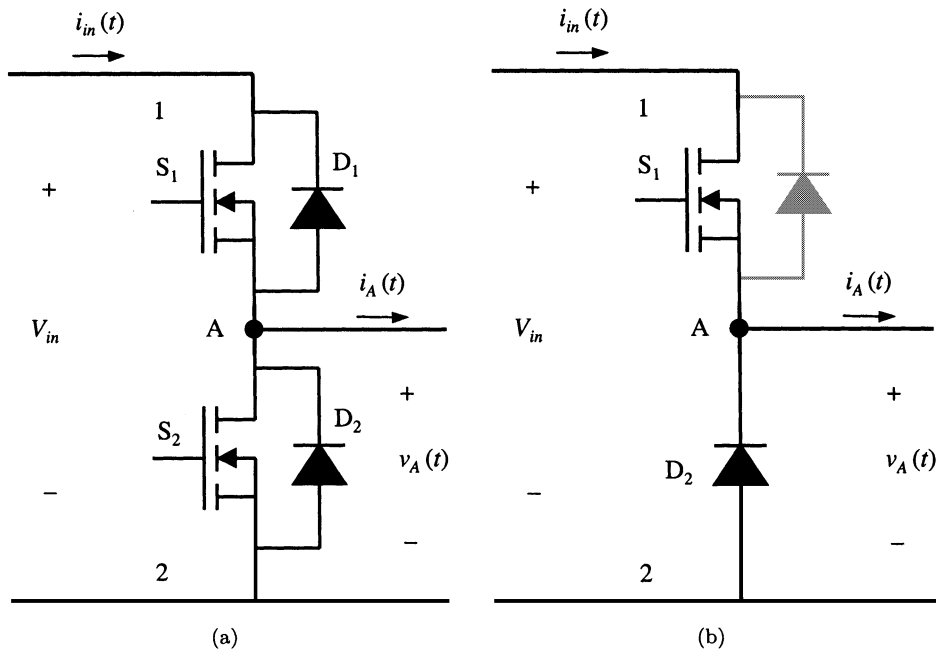 i_in (t)
1
S₁
D₁
+
i_A (t)
V_in
A
S₂
D₂
+
v_A (t)
−
−
2
(a)
i_in (t)
1
S₁
+
i_A (t)
V_in
A
+
D₂
v_A (t)
−
−
2
(b)